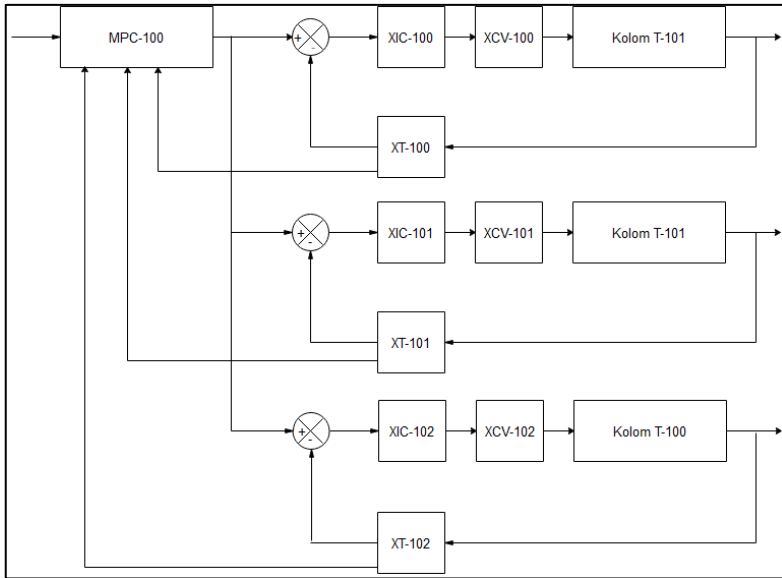 MPC-100
+
-
XIC-100
XCV-100
Kolom T-101
XT-100
+
-
XIC-101
XCV-101
Kolom T-101
XT-101
+
-
XIC-102
XCV-102
Kolom T-100
XT-102